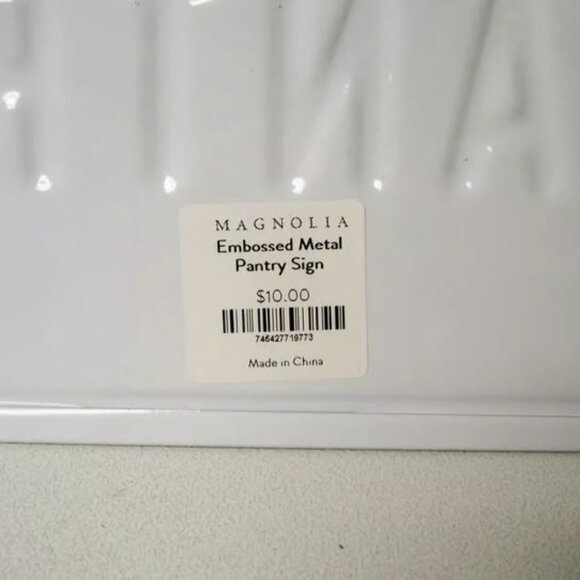 MAGNOLIA
Embossed Metal
Pantry Sign
$10.00
746427719773
Made in China